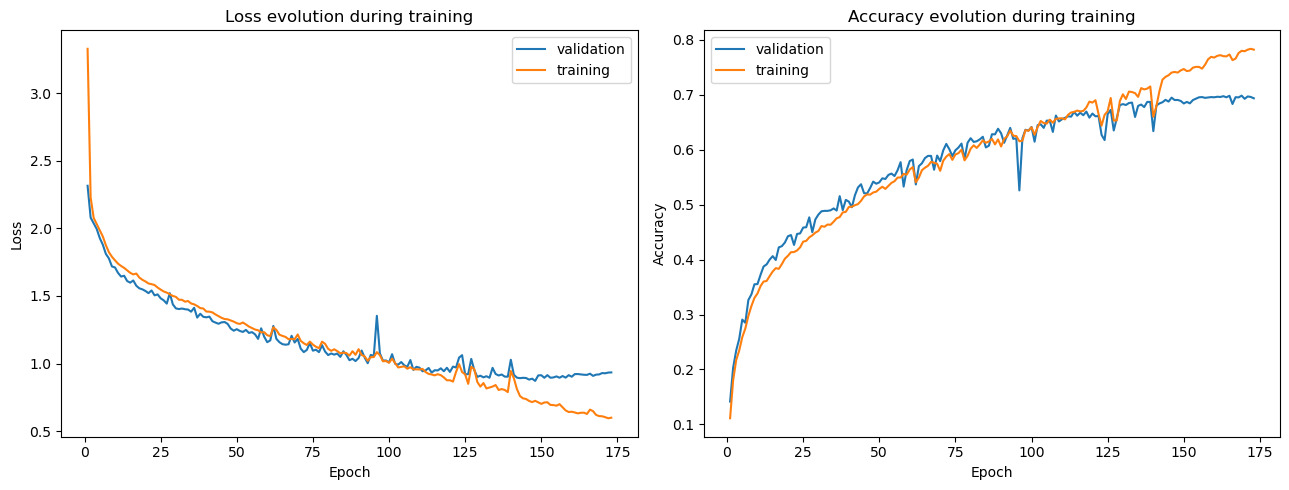 Loss evolution during training
validation
training
3.0
2.5
2.0
1.5
1.0
0.5
Loss
0 25 50 75 100 125 150 175
Epoch
Accuracy evolution during training
validation
training
0.8
0.7
0.6
0.5
0.4
0.3
0.2
0.1
Accuracy
0 25 50 75 100 125 150 175
Epoch